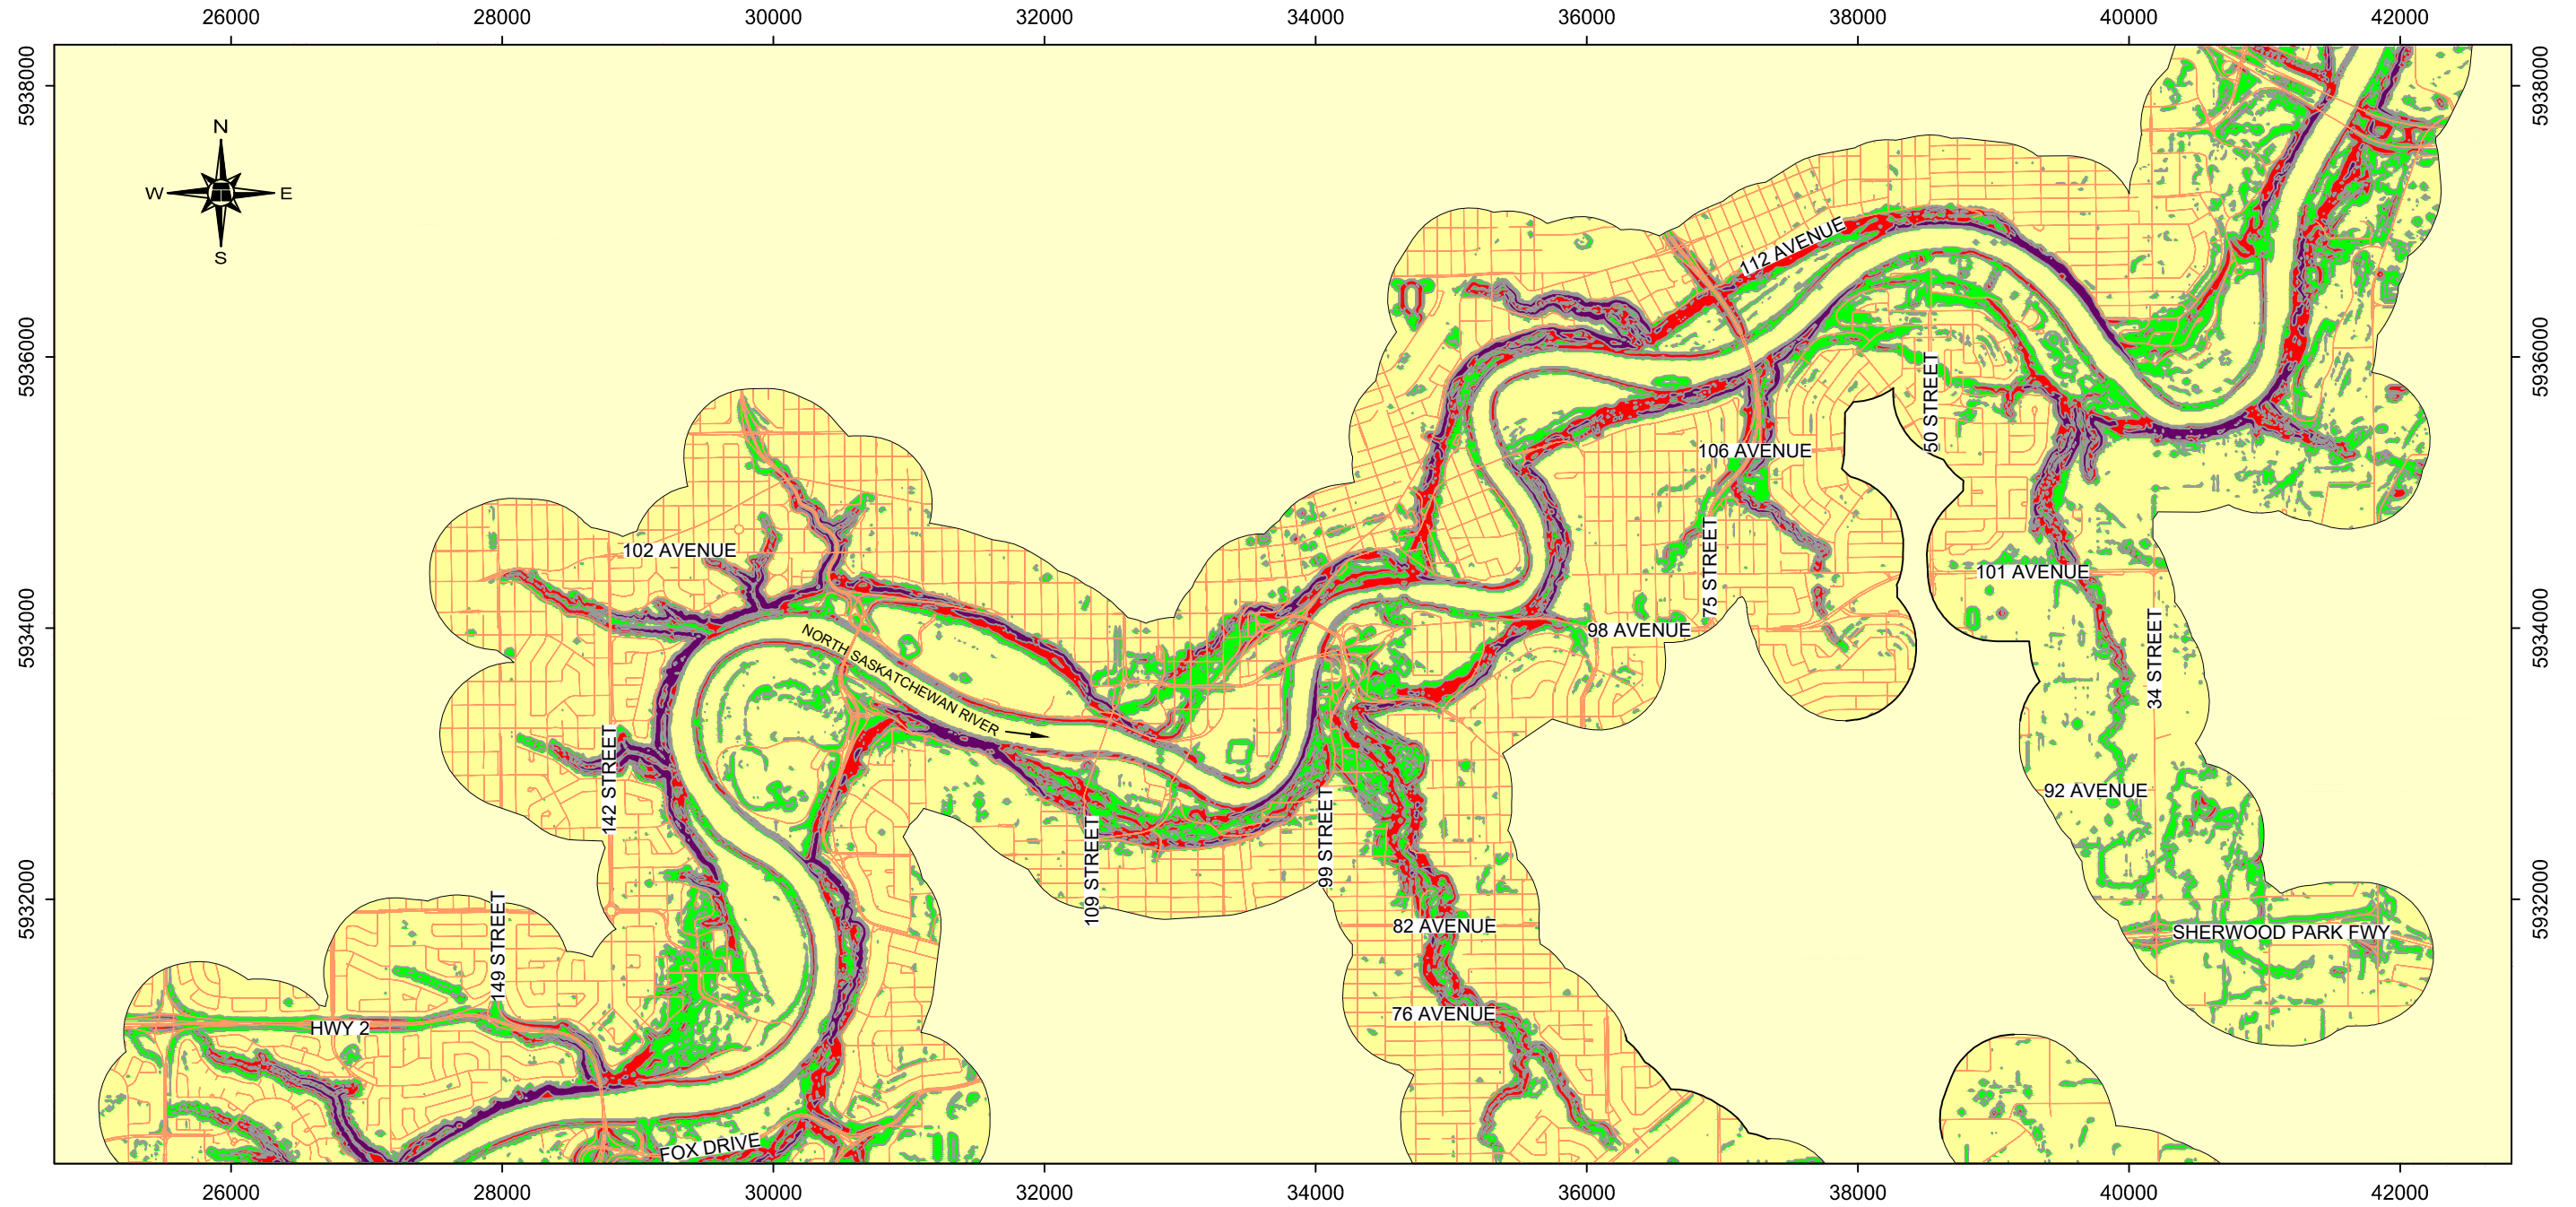 26000 28000 30000 32000 34000 36000 38000 40000 42000
5938000
5938000
N
W E
S
112 AVENUE
5936000
5936000
50 STREET
106 AVENUE
102 AVENUE
75 STREET
101 AVENUE
5934000
5934000
34 STREET
98 AVENUE
NORTH SASKATCHEWAN RIVER
142 STREET
92 AVENUE
99 STREET
109 STREET
5932000
5932000
149 STREET
82 AVENUE
SHERWOOD PARK FWY
76 AVENUE
HWY 2
FOX DRIVE
26000 28000 30000 32000 34000 36000 38000 40000 42000